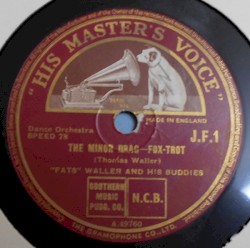 "HIS MASTER'S VOICE"
MADE IN ENGLAND
Dance Orchestra
SPEED 78
J.F.1
THE MINOR DRAG—FOX-TROT
(Thomas Waller)
"FATS" WALLER AND HIS BUDDIES
SOUTHERN
MUSIC
PUBG. CO.
N.C.B.
A 49760
THE GRAMOPHONE CO., LTD.